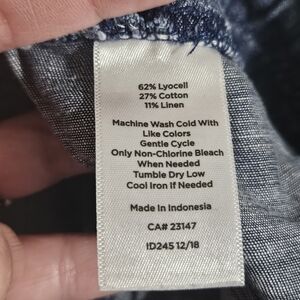 62% Lyocell
27% Cotton
11% Linen
Machine Wash Cold With
Like Colors
Gentle Cycle
Only Non-Chlorine Bleach
When Needed
Tumble Dry Low
Cool Iron If Needed
Made in Indonesia
CA# 23147
ID245 12/18